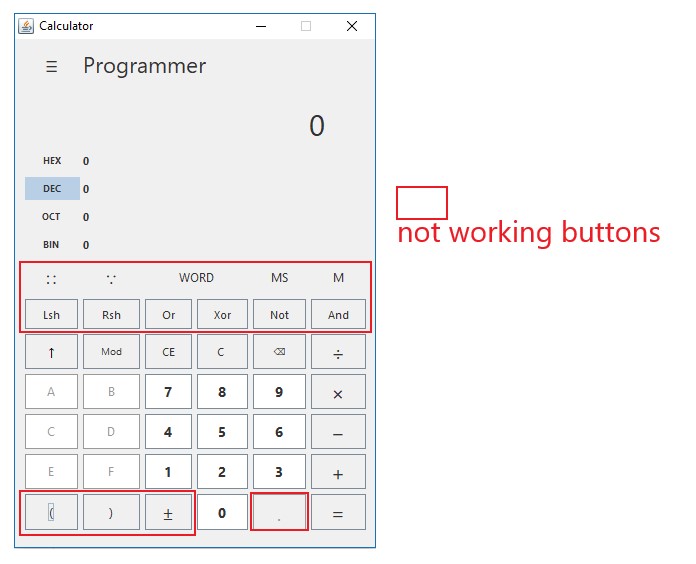 Calculator
☰ Programmer
0
HEX 0
DEC 0
OCT 0
BIN 0
not working buttons
WORD MS M
Lsh Rsh Or Xor Not And
↑ Mod CE C ⌫ ÷
A B 7 8 9 ×
C D 4 5 6 −
E F 1 2 3 +
( ) ± 0 . =